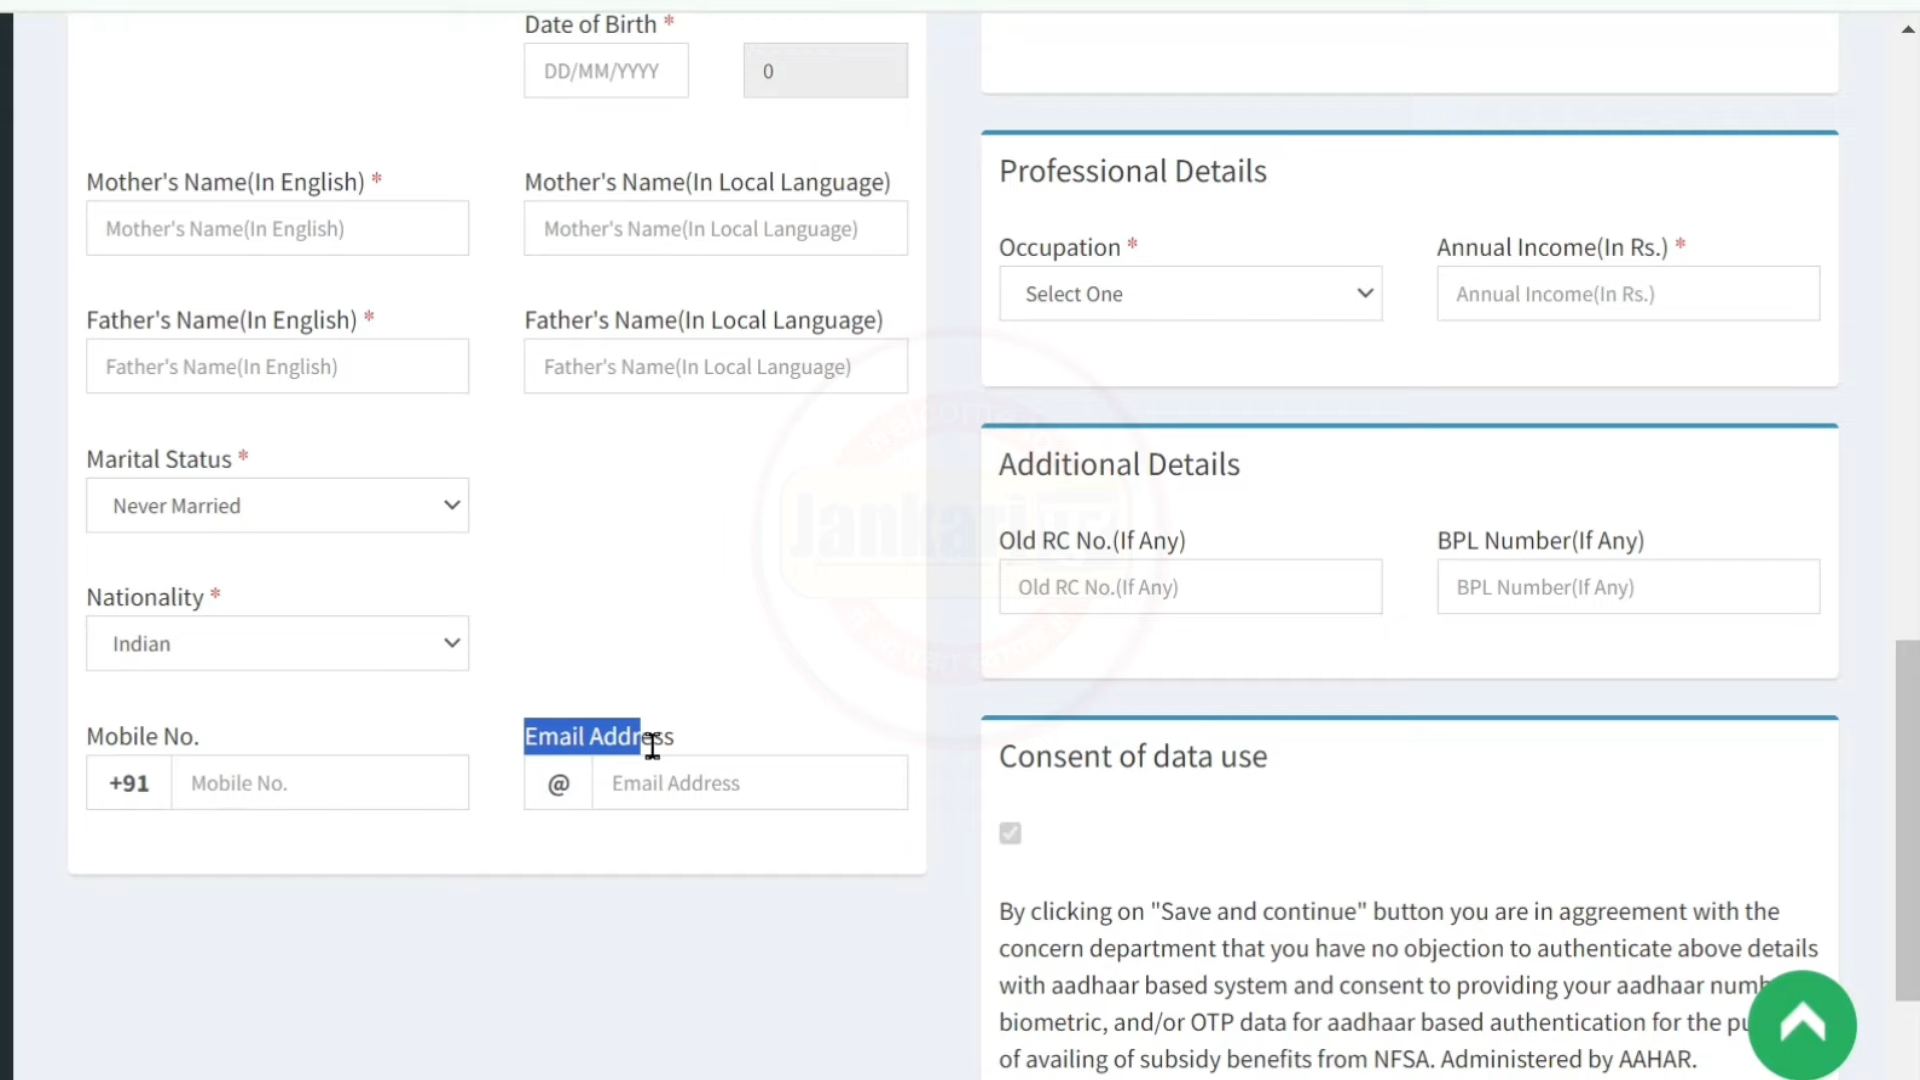 Date of Birth *
DD/MM/YYYY
0
Mother's Name(In English) *
Mother's Name(In Local Language)
Mother's Name(In English)
Mother's Name(In Local Language)
Father's Name(In English) *
Father's Name(In Local Language)
Father's Name(In English)
Father's Name(In Local Language)
Marital Status *
Never Married
Nationality *
Indian
Mobile No.
Email Address
+91
Mobile No.
@
Email Address
Professional Details
Occupation *
Annual Income(In Rs.) *
Select One
Annual Income(In Rs.)
Additional Details
Old RC No.(If Any)
BPL Number(If Any)
Old RC No.(If Any)
BPL Number(If Any)
Consent of data use
By clicking on "Save and continue" button you are in aggreement with the
concern department that you have no objection to authenticate above details
with aadhaar based system and consent to providing your aadhaar numb
biometric, and/or OTP data for aadhaar based authentication for the pu
of availing of subsidy benefits from NFSA. Administered by AAHAR.
welcome
Jankari